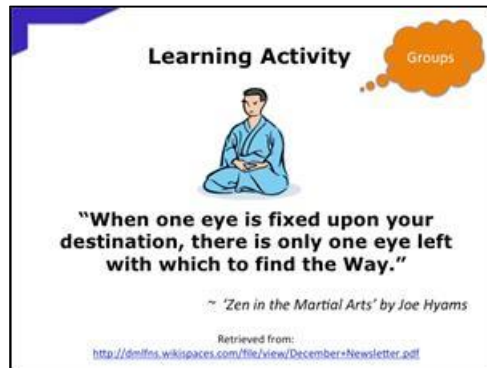 Learning Activity
Groups
“When one eye is fixed upon your
destination, there is only one eye left
with which to find the Way.”
~ ‘Zen in the Martial Arts’ by Joe Hyams
Retrieved from:
http://dmlfns.wikispaces.com/file/view/December+Newsletter.pdf